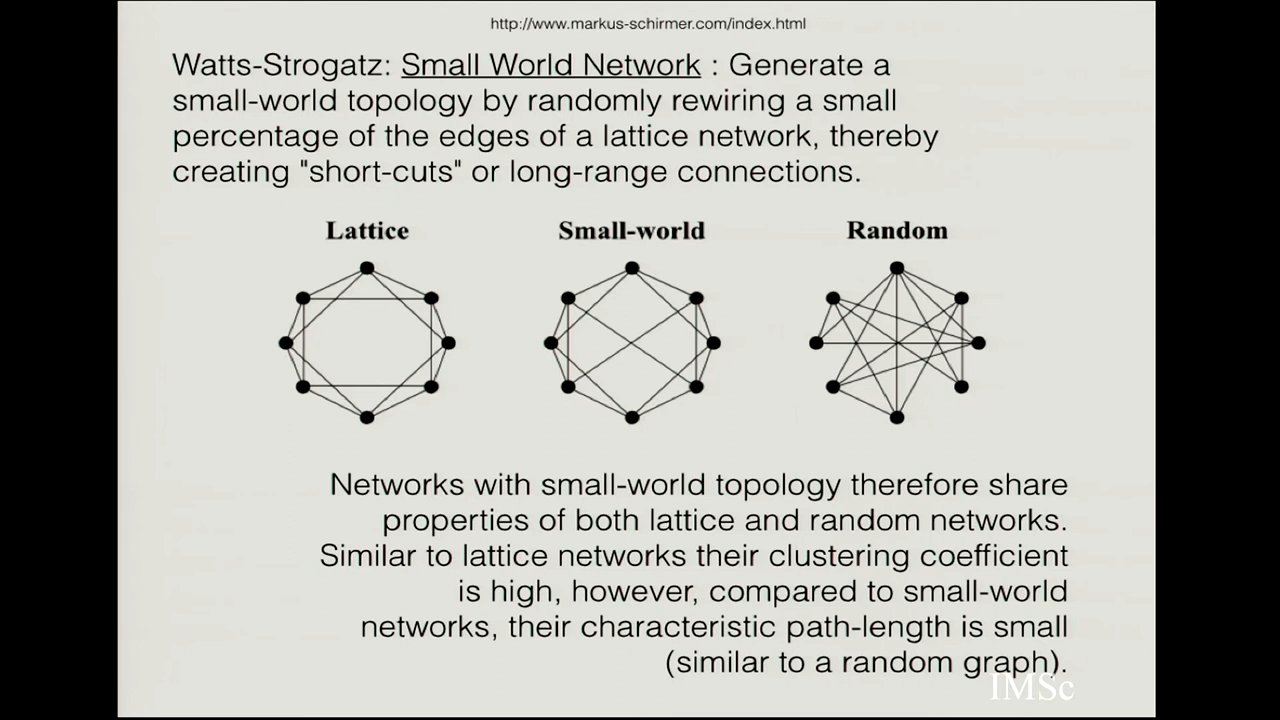 http://www.markus-schirmer.com/index.html
Watts-Strogatz: Small World Network : Generate a
small-world topology by randomly rewiring a small
percentage of the edges of a lattice network, thereby
creating "short-cuts" or long-range connections.
Lattice
Small-world
Random
Networks with small-world topology therefore share
properties of both lattice and random networks.
Similar to lattice networks their clustering coefficient
is high, however, compared to small-world
networks, their characteristic path-length is small
(similar to a random graph).
IMSc